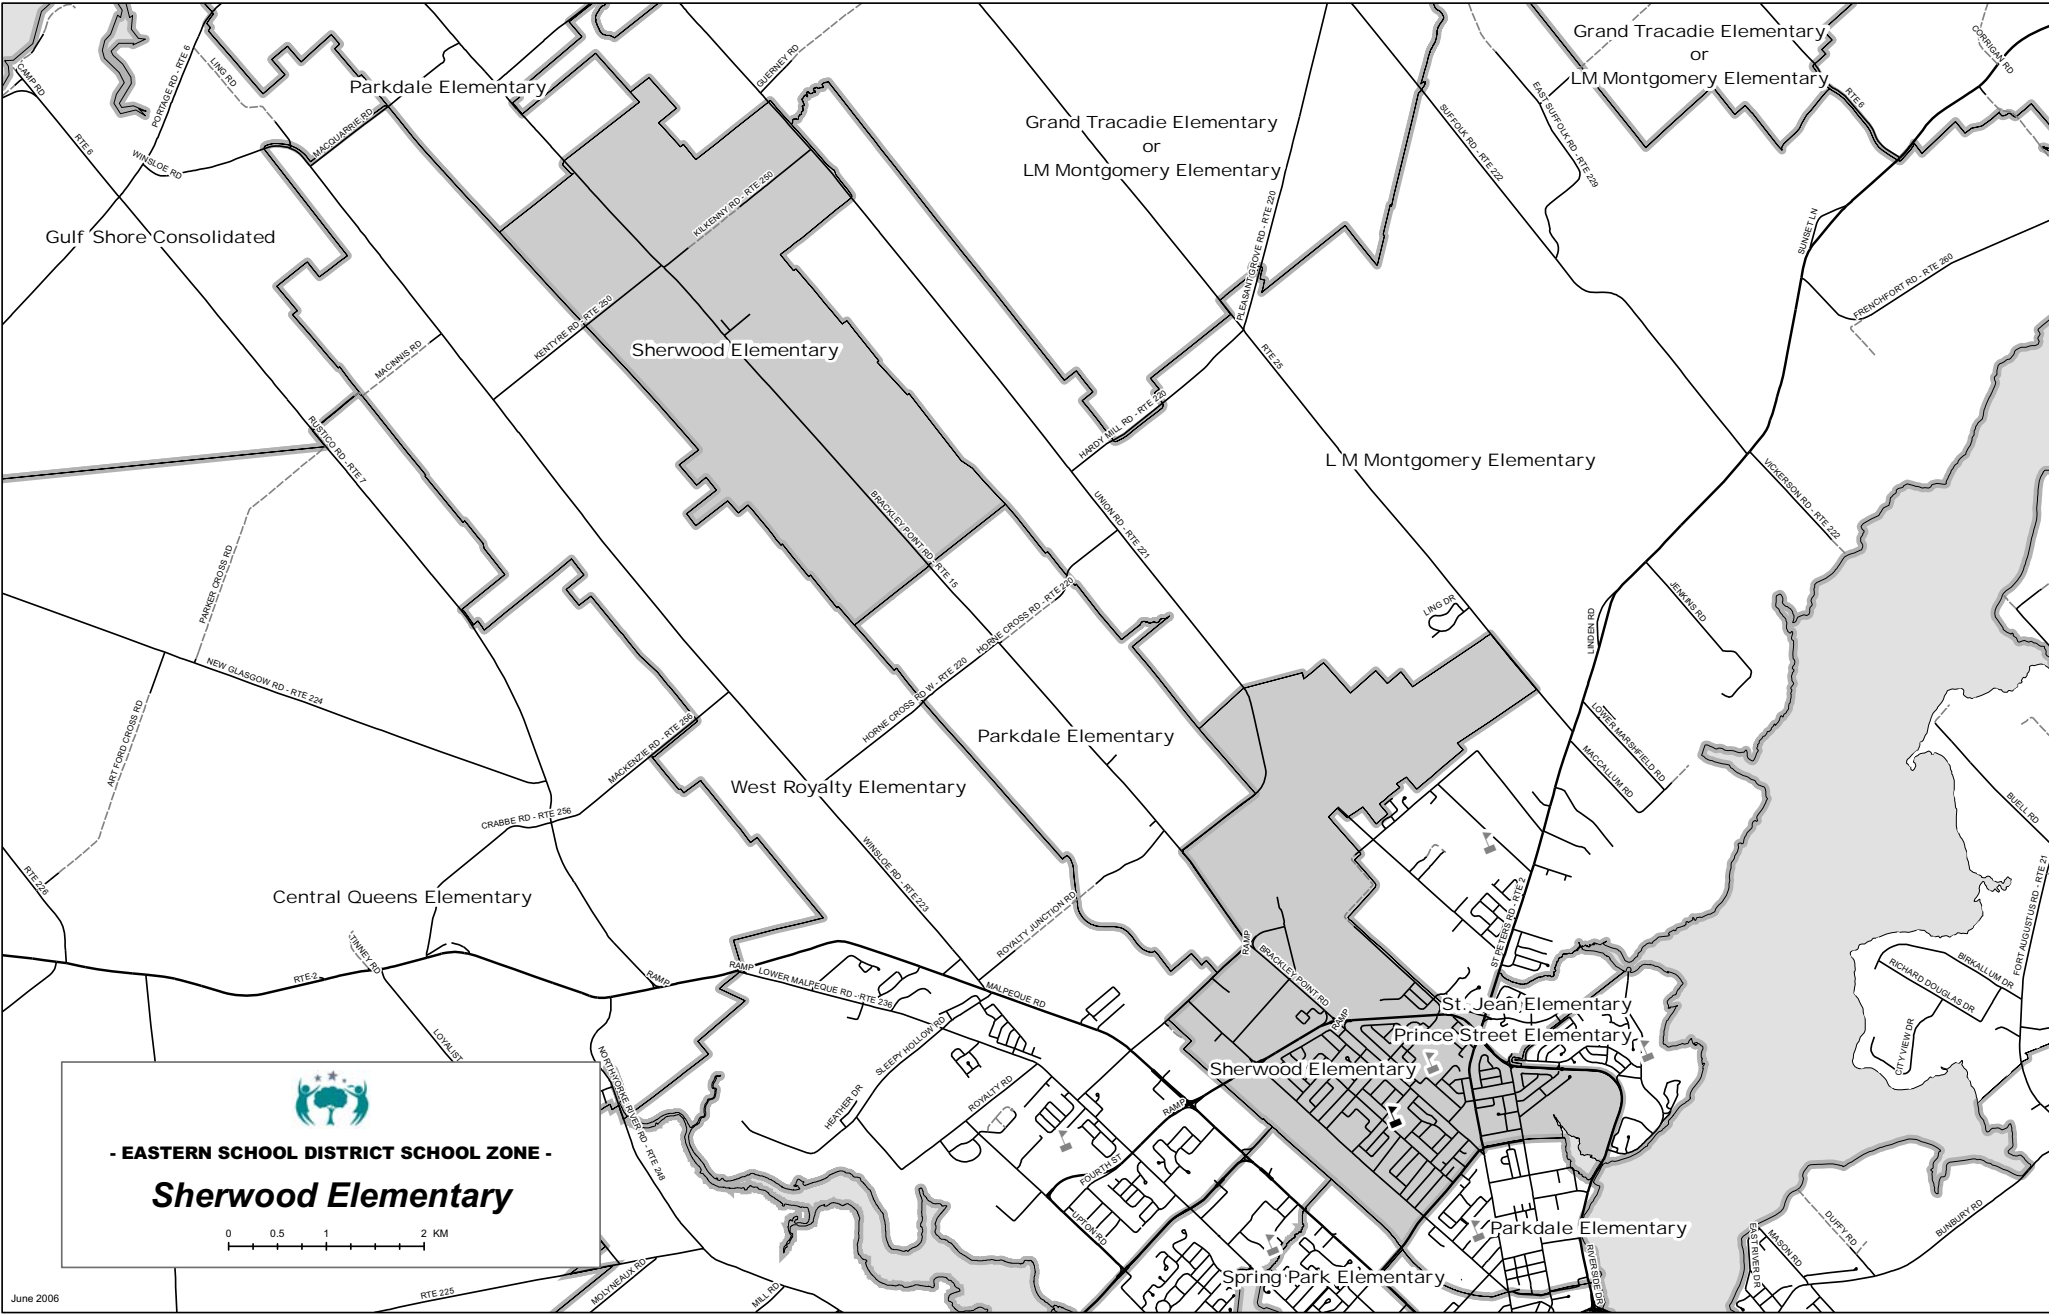 CAMP RD
PORTAGE RD - RTE 6
LING RD
Parkdale Elementary
GUERNEY RD
Grand Tracadie Elementary
or
LM Montgomery Elementary
CORRIGAN RD
RTE 6
MACQUARRIE RD
WINSLOE RD
RTE 6
Grand Tracadie Elementary
or
LM Montgomery Elementary
SUFFOLK RD - RTE 222
EAST SUFFOLK RD - RTE 229
KILKENNY RD - RTE 250
PLEASANT GROVE RD - RTE 220
SUNSET LN
Gulf Shore Consolidated
FRENCHFORT RD - RTE 260
KENTYRE RD - RTE 250
MACINNIS RD
Sherwood Elementary
RTE 25
HARDY MILL RD - RTE 220
RUSTICO RD - RTE 7
L M Montgomery Elementary
VICKERSON RD - RTE 222
BRACKLEY POINT RD - RTE 15
UNION RD - RTE 221
PARKER CROSS RD
JENKINS RD
LING DR
LINDEN RD
HORNE CROSS RD - RTE 220
HORNE CROSS RD W - RTE 220
NEW GLASGOW RD - RTE 224
ART FORD CROSS RD
MACKENZIE RD - RTE 256
Parkdale Elementary
LOWER MARSHFIELD RD
MACCALLUM RD
West Royalty Elementary
CRABBE RD - RTE 256
BUELL RD
RTE 226
WINSLOE RD - RTE 223
Central Queens Elementary
ROYALTY JUNCTION RD
ST PETERS RD - RTE 2
FORT AUGUSTUS RD - RTE 21
TINNEY RD
RAMP
BRACKLEY POINT RD
BIRKALLUM DR
RICHARD DOUGLAS DR
RTE-2
RAMP
RAMP
LOWER MALPEQUE RD - RTE 236
MALPEQUE RD
RAMP
St. Jean Elementary
Prince Street Elementary
CITY VIEW DR
LOYALIST
SLEEPY HOLLOW RD
Sherwood Elementary
NORTH YORKE RIVER RD - RTE 248
HEATHER DR
ROYALTY RD
RAMP
- EASTERN SCHOOL DISTRICT SCHOOL ZONE -
Sherwood Elementary
0 0.5 1 2 KM
FOURTH ST
UPTON RD
Parkdale Elementary
EAST RIVER DR
MASON RD
DUFFY RD
BUNBURY RD
Spring Park Elementary
RIVERSIDE DR
MOLYNEAUX RD
MILL RD
RTE 225
June 2006